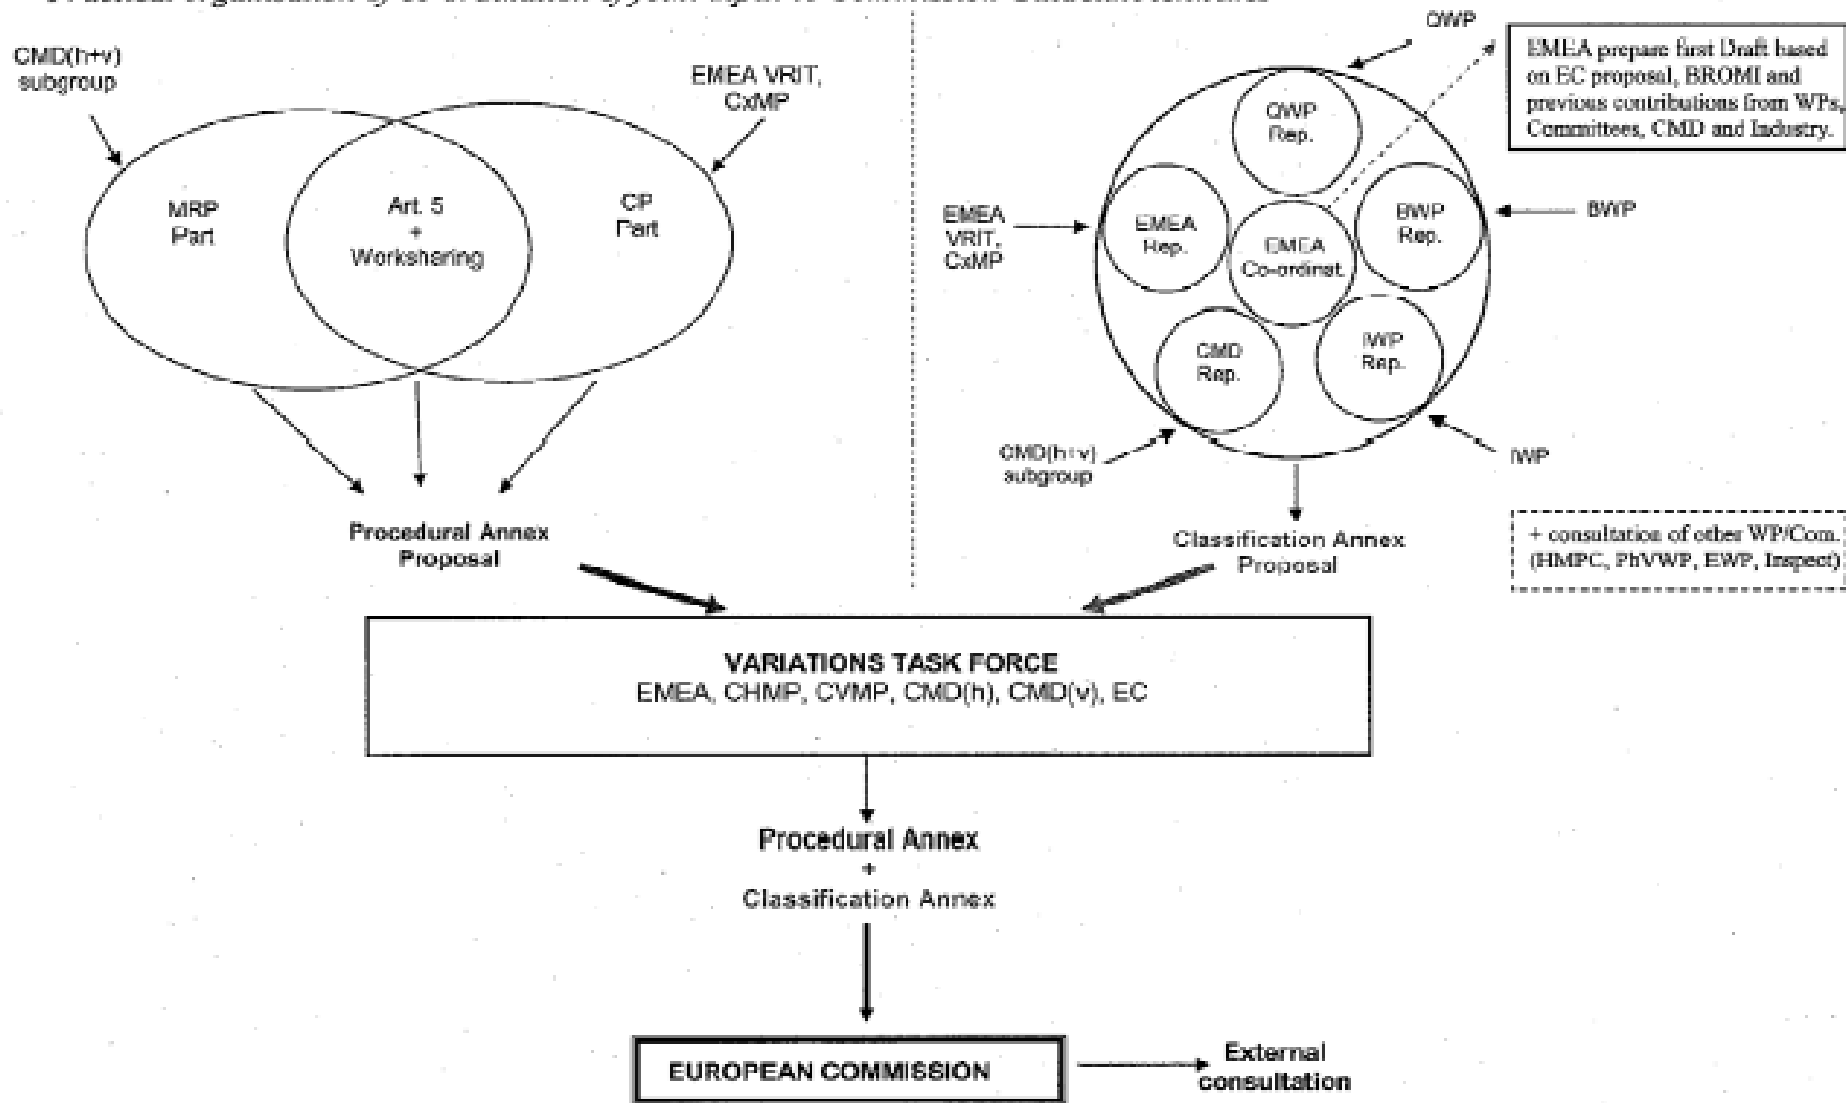 CMD(h+v)
subgroup
EMEA VRIT,
CxMP
MRP
Part
Art. 5
+
Worksharing
CP
Part
Procedural Annex
Proposal
QWP
EMEA prepare first Draft based
on EC proposal, BROMI and
previous contributions from WPs,
Committees, CMD and Industry.
QWP
Rep.
EMEA
VRIT,
CxMP
EMEA
Rep.
EMEA
Co-ordinat.
BWP
Rep.
BWP
CMD
Rep.
IWP
Rep.
CMD(h+v)
subgroup
IWP
Classification Annex
Proposal
+ consultation of other WP/Com.
(HMPC, PhVWP, EWP, Inspect)
VARIATIONS TASK FORCE
EMEA, CHMP, CVMP, CMD(h), CMD(v), EC
Procedural Annex
+
Classification Annex
EUROPEAN COMMISSION
External
consultation